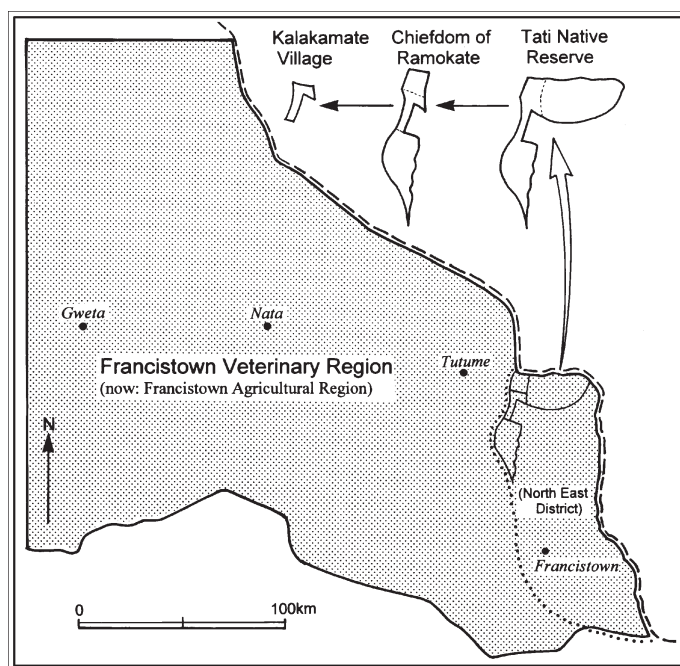 Kalakamate
Village
Chiefdom of
Ramokate
Tati Native
Reserve
Gweta
Nata
Tutume
Francistown Veterinary Region
(now: Francistown Agricultural Region)
N
(North East
District)
Francistown
0
100km